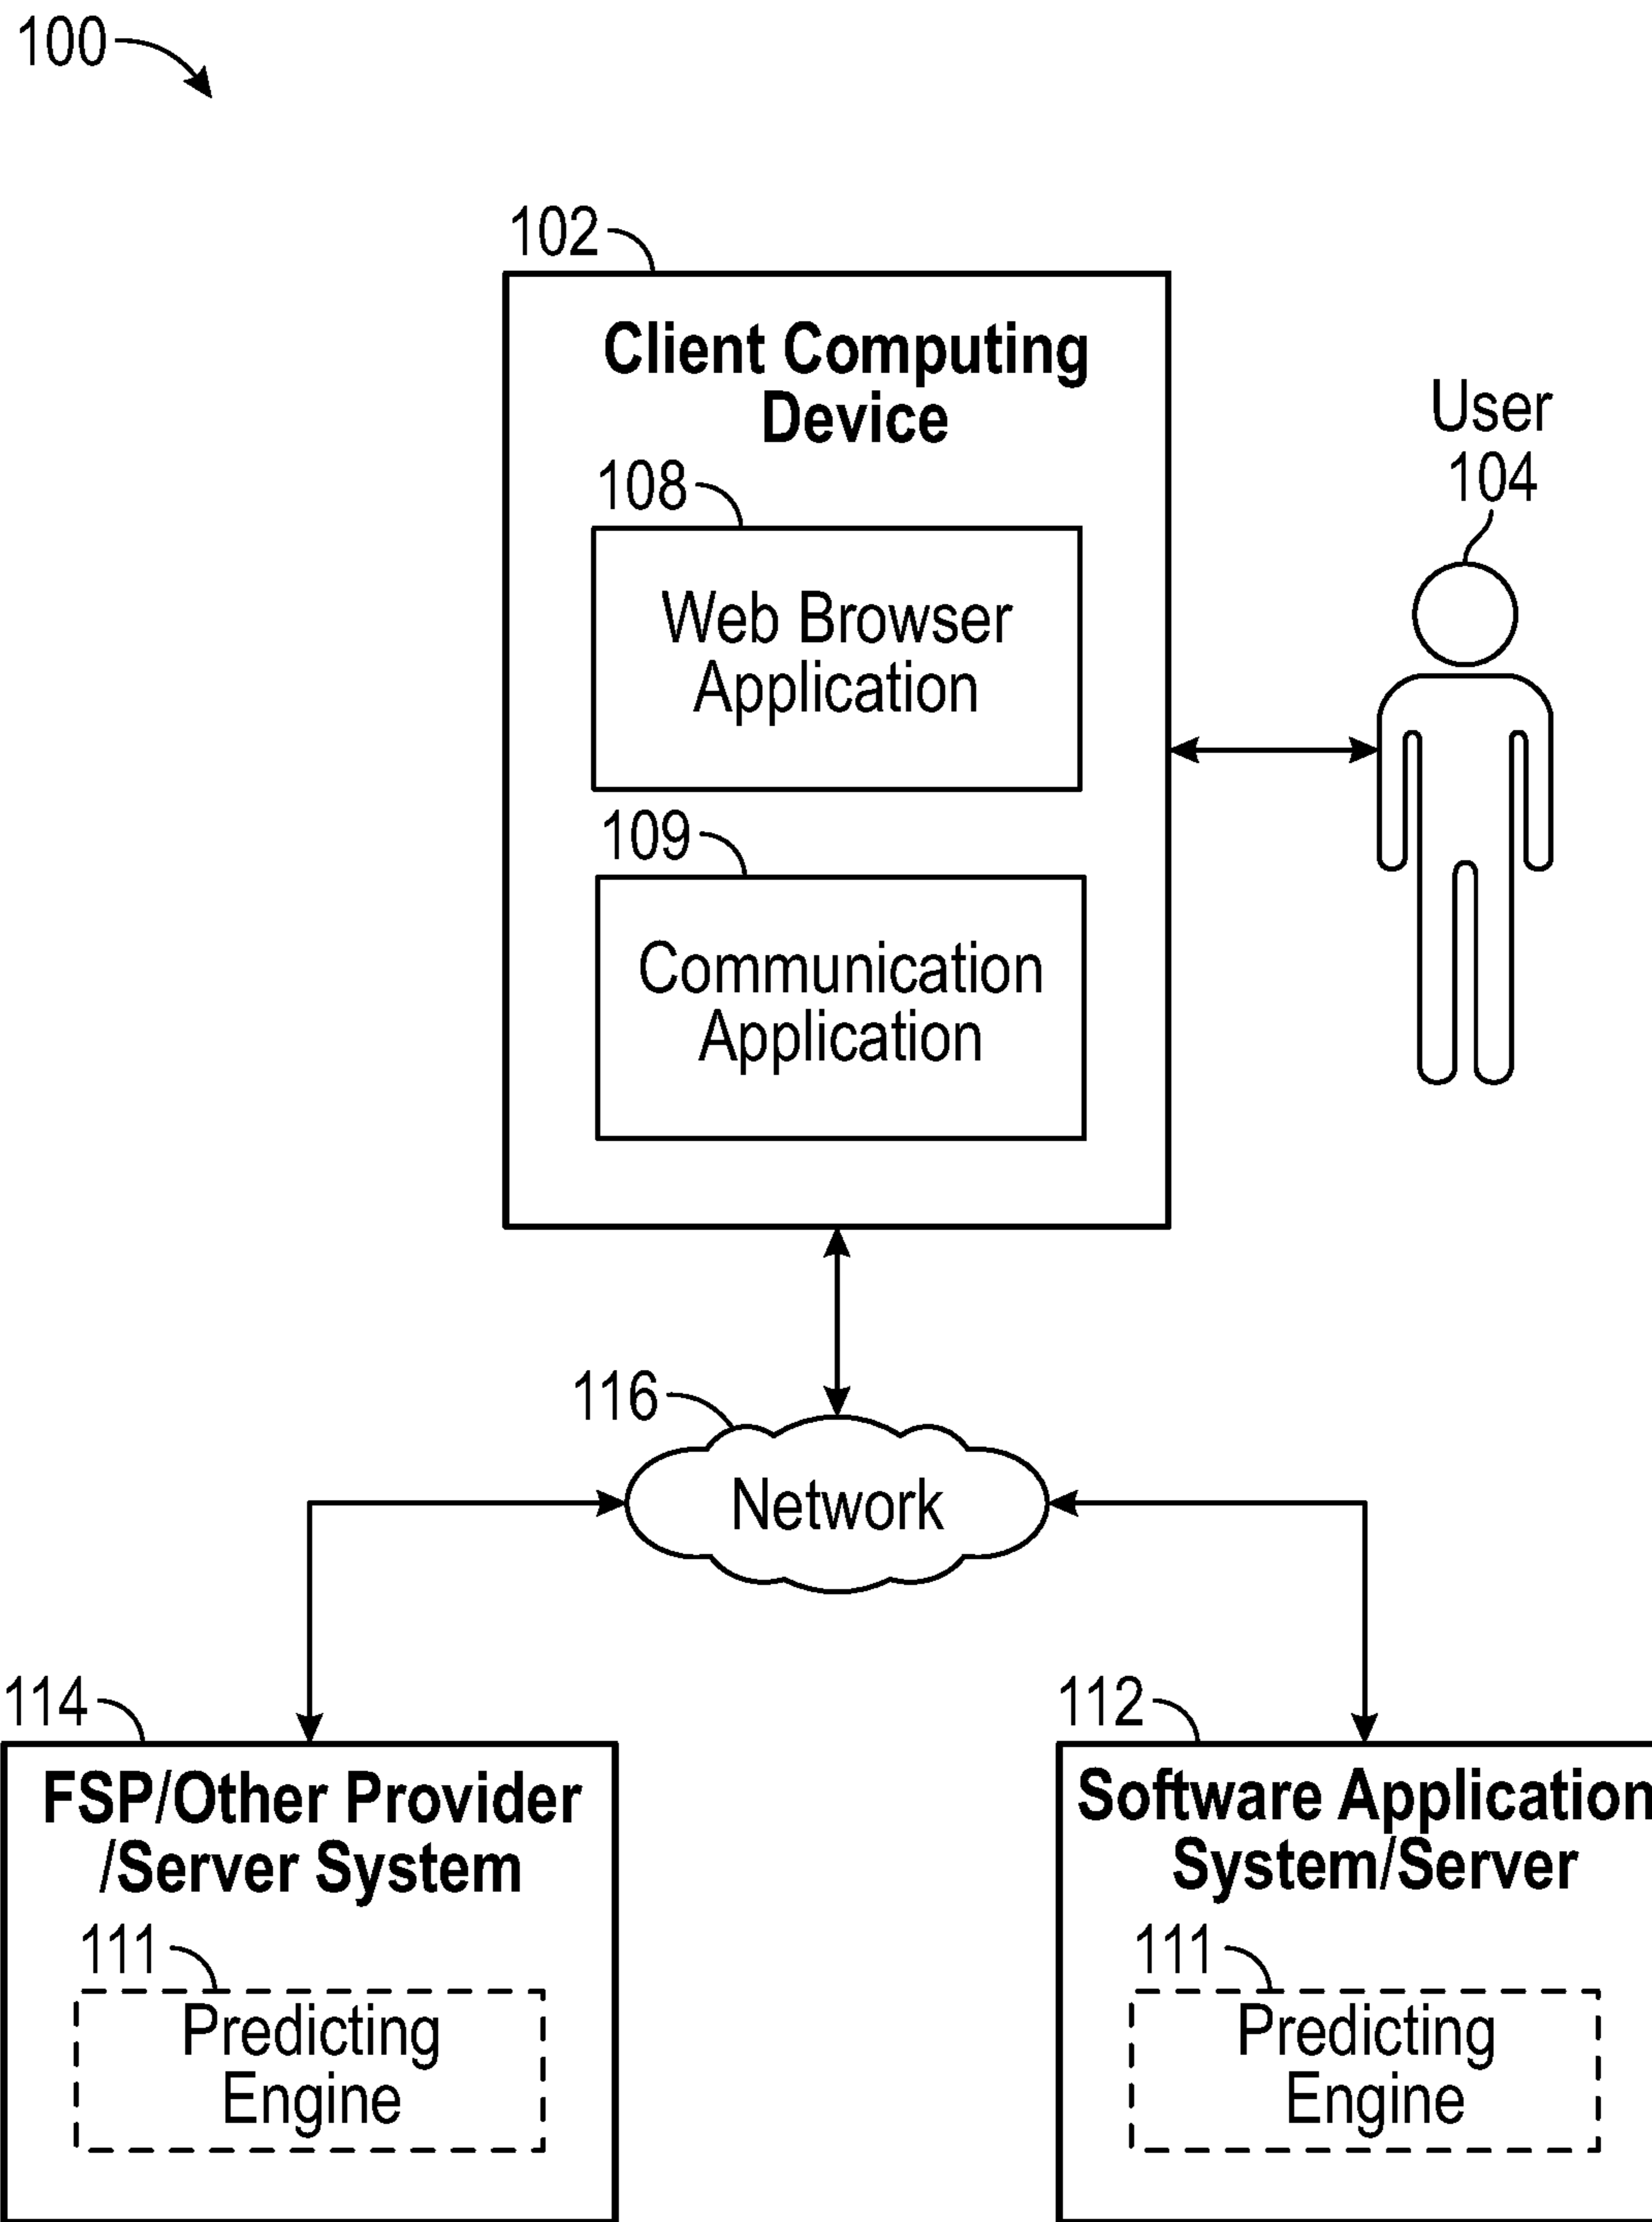 100
102
Client Computing
Device
User
104
108
Web Browser
Application
109
Communication
Application
116
Network
114
FSP/Other Provider
/Server System
111
Predicting
Engine
112
Software Application
System/Server
111
Predicting
Engine